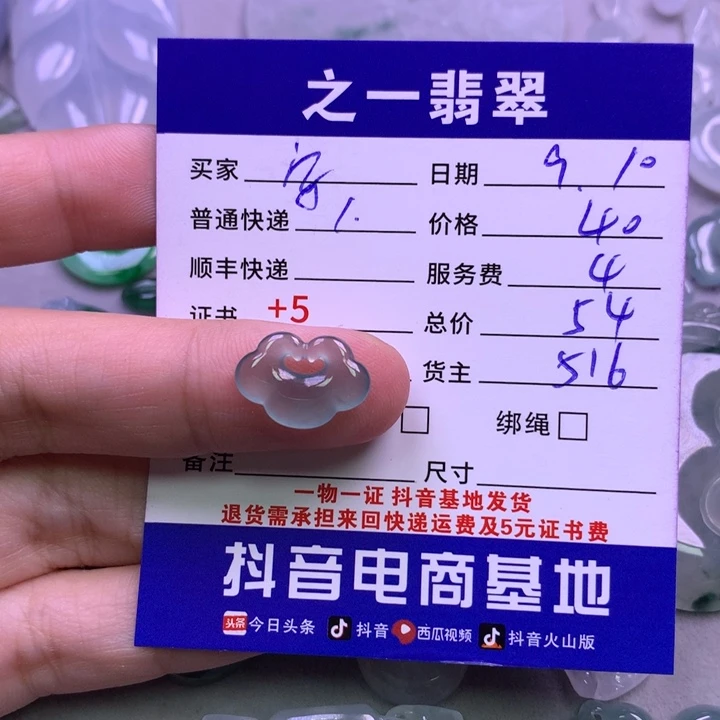 之一翡翠
买家 日期 9.10
普通快递 价格 40
顺丰快递 服务费 4
证书 +5 总价 54
货主 516
绑绳
备注 尺寸
一物一证 抖音基地发货
退货需承担来回快递运费及5元证书费
抖音电商基地
头条 今日头条 抖音 西瓜视频 抖音火山版